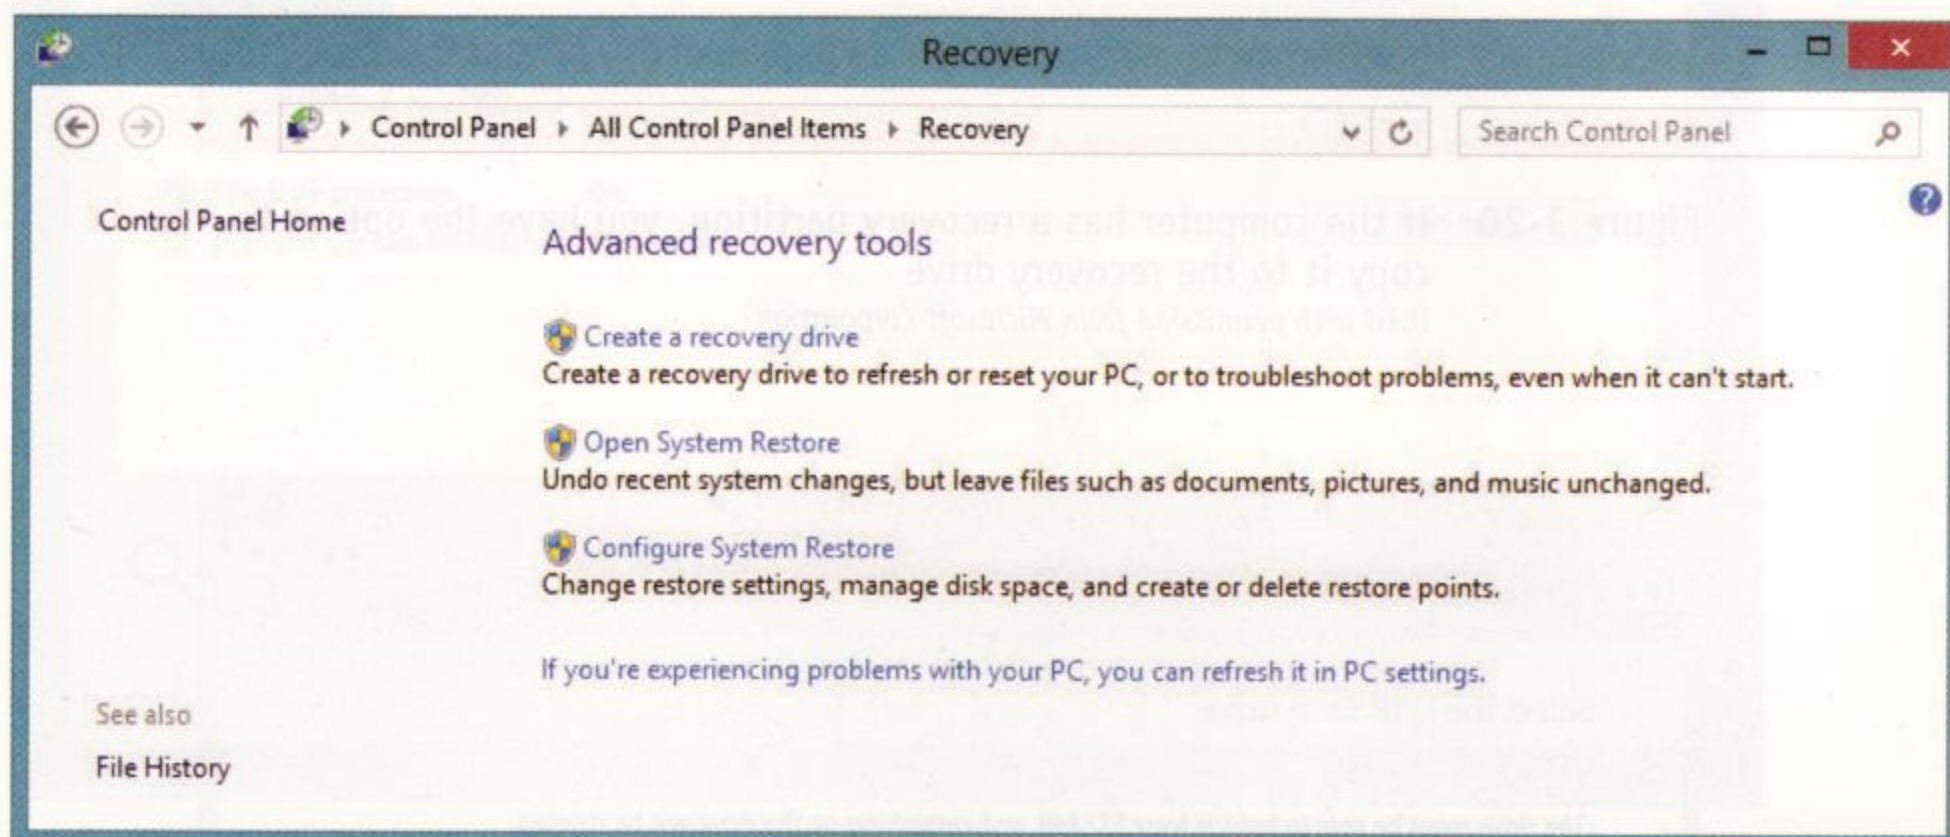 Recovery
Control Panel All Control Panel Items Recovery
Search Control Panel
Control Panel Home
Advanced recovery tools
Create a recovery drive
Create a recovery drive to refresh or reset your PC, or to troubleshoot problems, even when it can't start.
Open System Restore
Undo recent system changes, but leave files such as documents, pictures, and music unchanged.
Configure System Restore
Change restore settings, manage disk space, and create or delete restore points.
If you're experiencing problems with your PC, you can refresh it in PC settings.
See also
File History